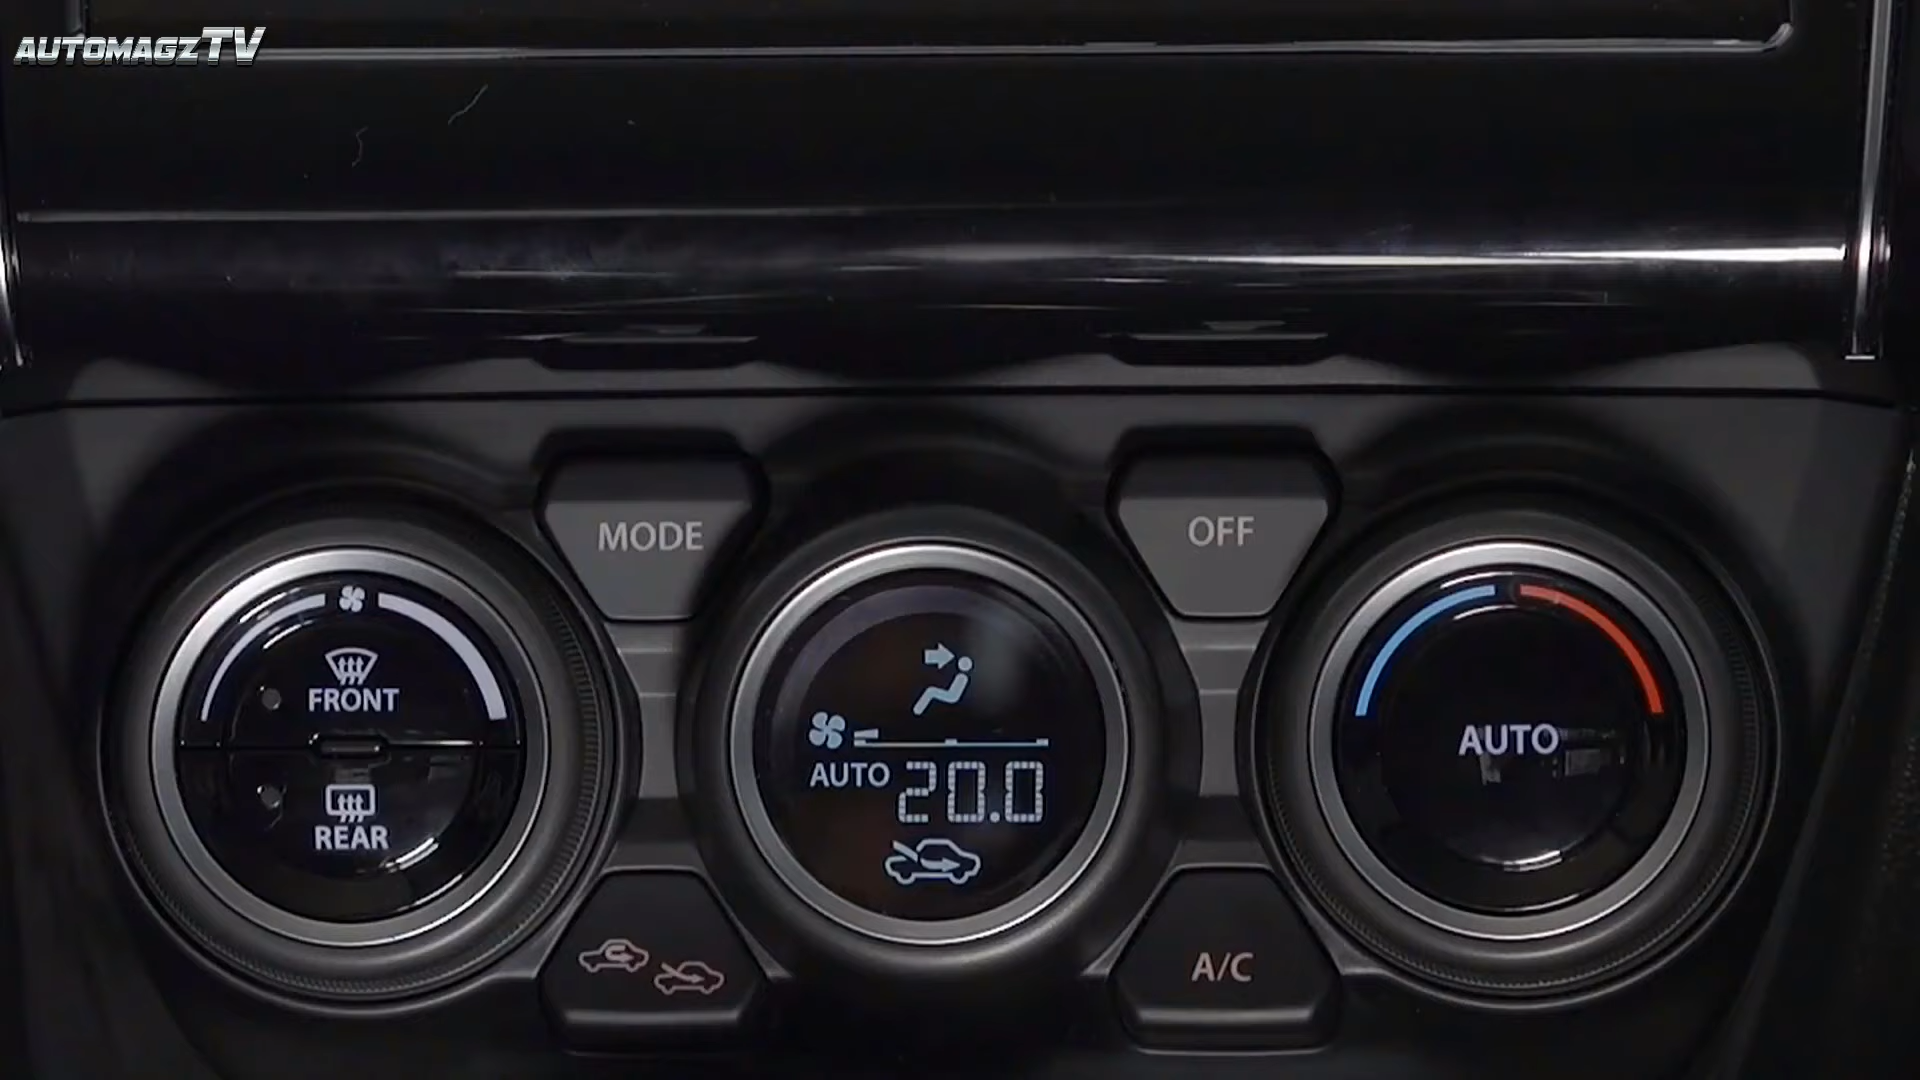 AUTOMAGZTV
MODE
OFF
FRONT
REAR
AUTO 20.0
AUTO
A/C